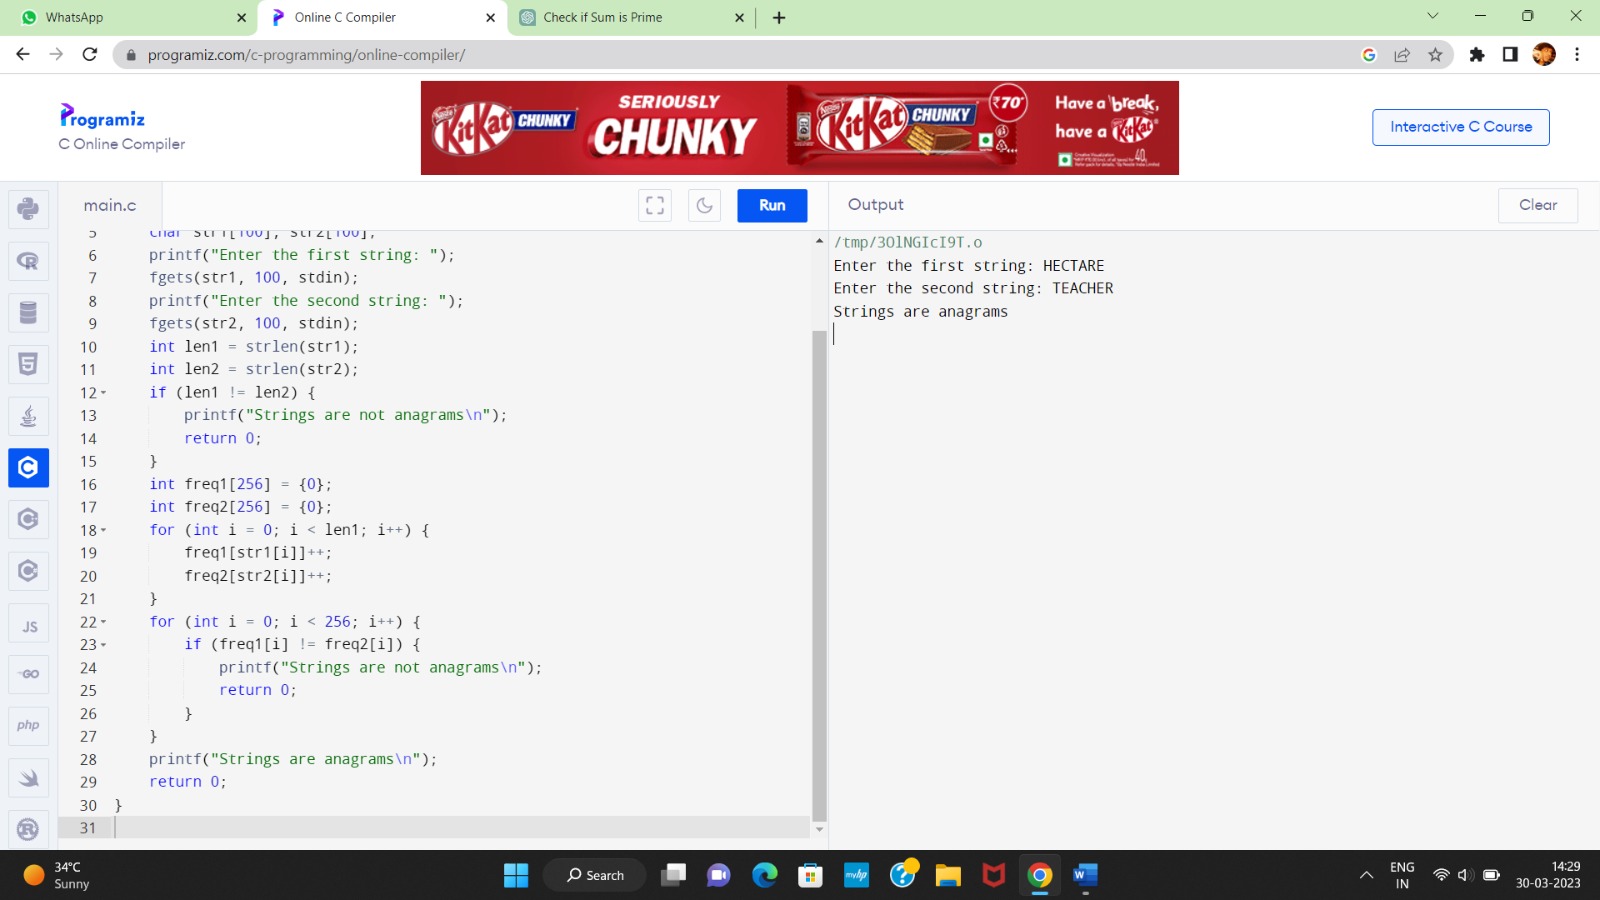 WhatsApp
Online C Compiler
Check if Sum is Prime
programiz.com/c-programming/online-compiler/
Programiz
C Online Compiler
KitKat CHUNKY
SERIOUSLY
CHUNKY
KitKat CHUNKY
₹70*
Have a break,
have a KitKat
Interactive C Course
main.c
Run
Output
Clear
5 char str1[100], str2[100];
6 printf("Enter the first string: ");
7 fgets(str1, 100, stdin);
8 printf("Enter the second string: ");
9 fgets(str2, 100, stdin);
10 int len1 = strlen(str1);
11 int len2 = strlen(str2);
12 if (len1 != len2) {
13 printf("Strings are not anagrams\n");
14 return 0;
15 }
16 int freq1[256] = {0};
17 int freq2[256] = {0};
18 for (int i = 0; i < len1; i++) {
19 freq1[str1[i]]++;
20 freq2[str2[i]]++;
21 }
22 for (int i = 0; i < 256; i++) {
23 if (freq1[i] != freq2[i]) {
24 printf("Strings are not anagrams\n");
25 return 0;
26 }
27 }
28 printf("Strings are anagrams\n");
29 return 0;
30 }
31
/tmp/3OlNGIcI9T.o
Enter the first string: HECTARE
Enter the second string: TEACHER
Strings are anagrams
JS
GO
php
34°C
Sunny
Search
myhp
ENG
IN
14:29
30-03-2023